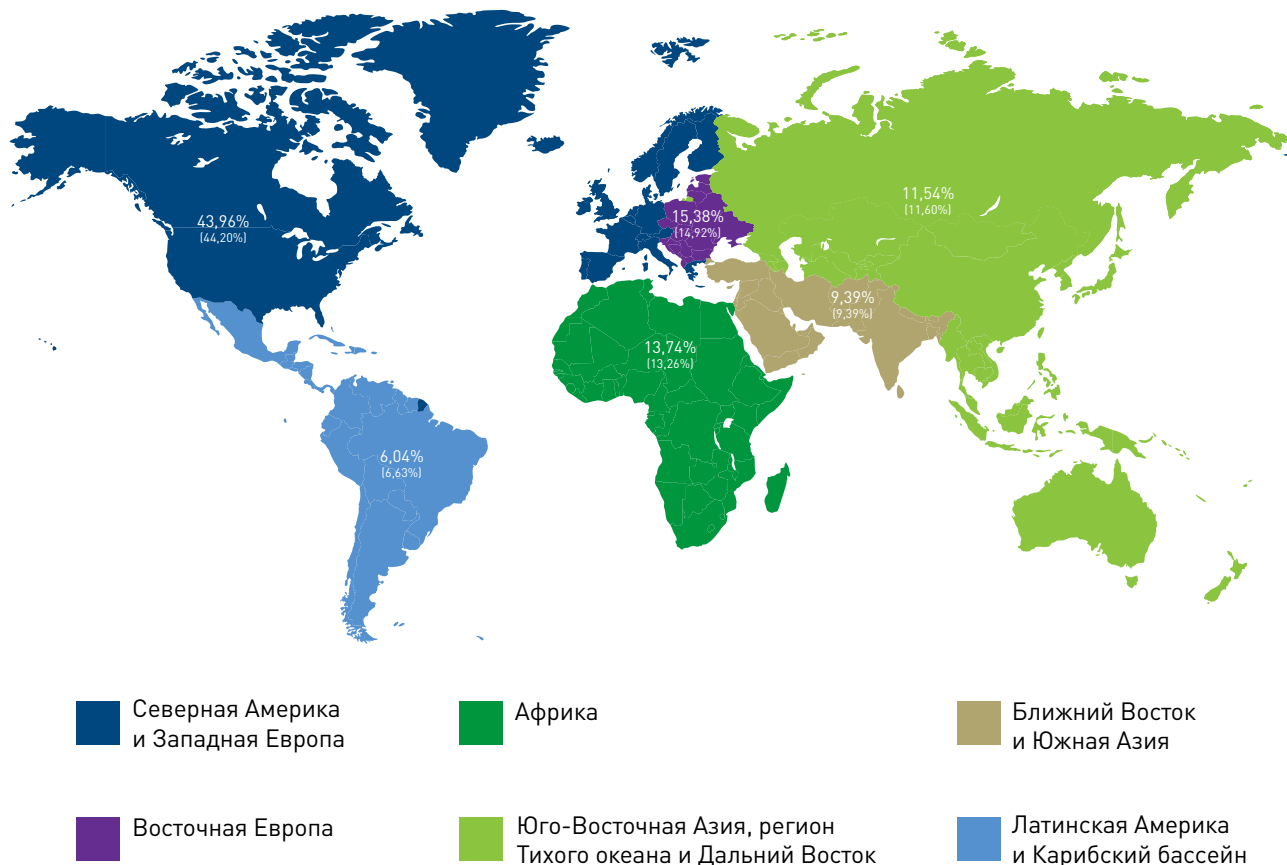 43,96%
(44,20%)
15,38%
(14,92%)
11,54%
(11,60%)
9,39%
(9,39%)
13,74%
(13,26%)
6,04%
(6,63%)
Северная Америка
и Западная Европа
Африка
Ближний Восток
и Южная Азия
Восточная Европа
Юго-Восточная Азия, регион
Тихого океана и Дальний Восток
Латинская Америка
и Карибский бассейн